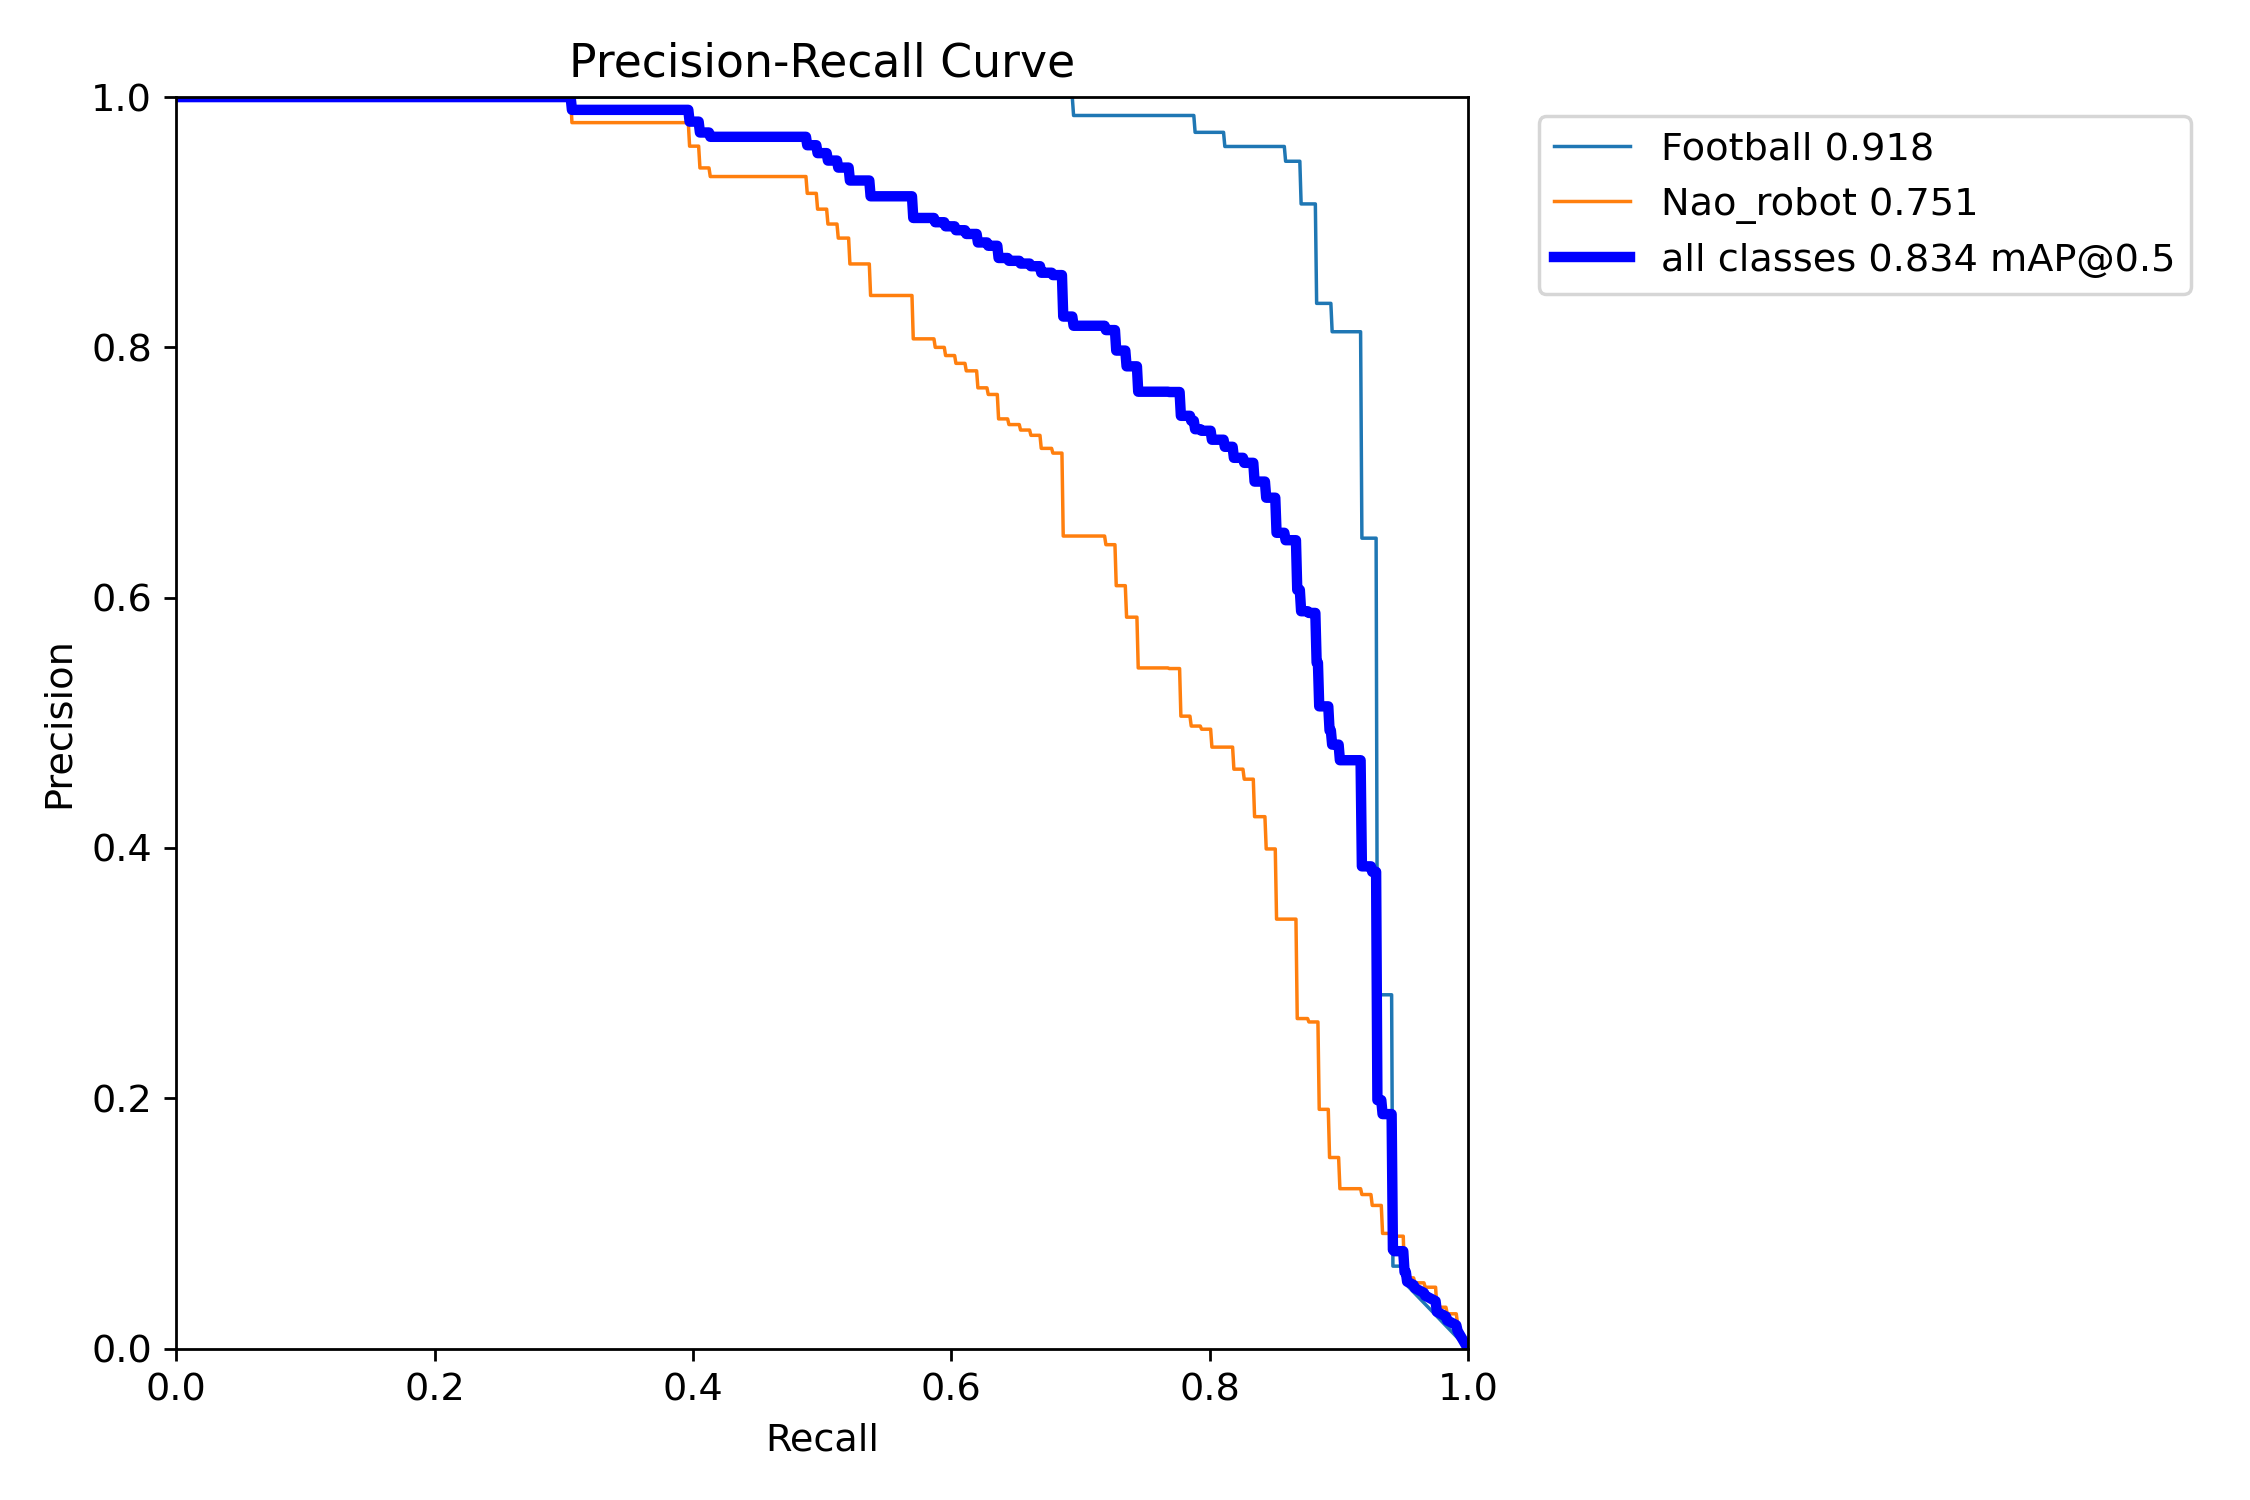 Precision-Recall Curve
1.0
0.8
0.6
0.4
0.2
0.0
Precision
0.0 0.2 0.4 0.6 0.8 1.0
Recall
Football 0.918
Nao_robot 0.751
all classes 0.834 mAP@0.5